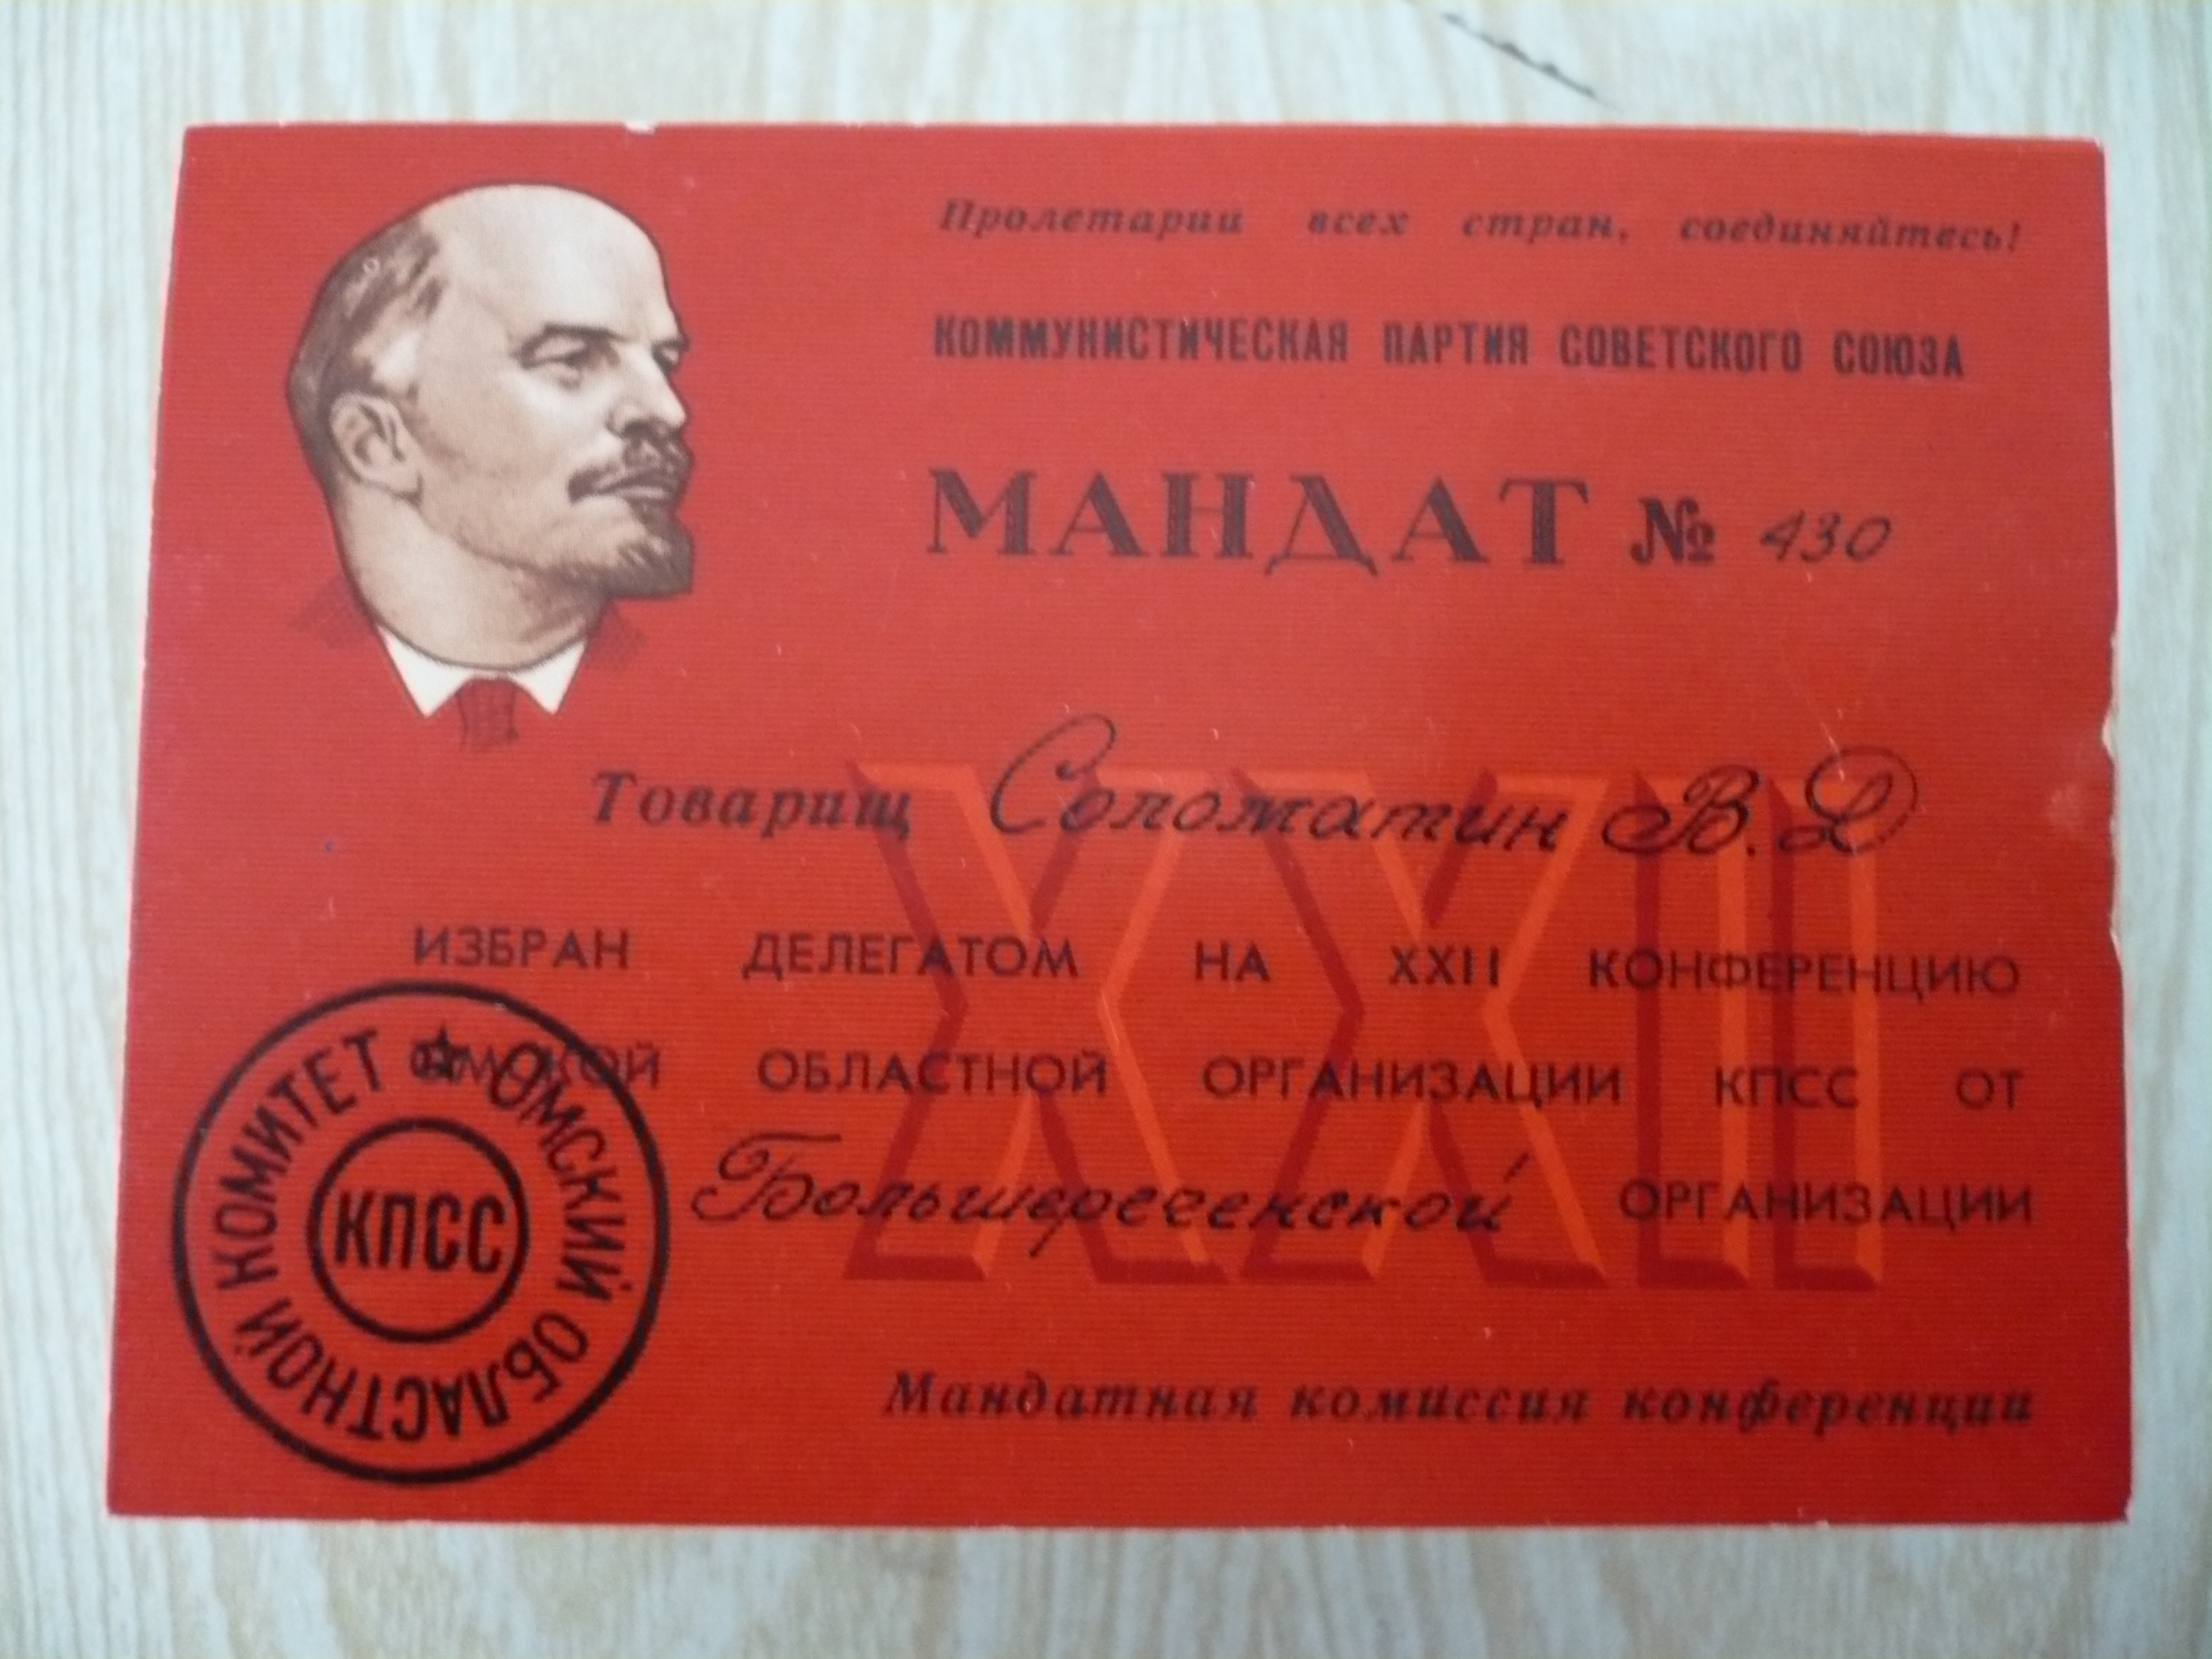 Пролетарии всех стран, соединяйтесь!
КОММУНИСТИЧЕСКАЯ ПАРТИЯ СОВЕТСКОГО СОЮЗА
МАНДАТ № 430
Товарищ Соломатин В. Д
ИЗБРАН ДЕЛЕГАТОМ НА XXII КОНФЕРЕНЦИЮ
ОМСКОЙ ОБЛАСТНОЙ ОРГАНИЗАЦИИ КПСС ОТ
Большереченской ОРГАНИЗАЦИИ
Мандатная комиссия конференции
XXII
ОМСКИЙ ОБЛАСТНОЙ КОМИТЕТ
КПСС